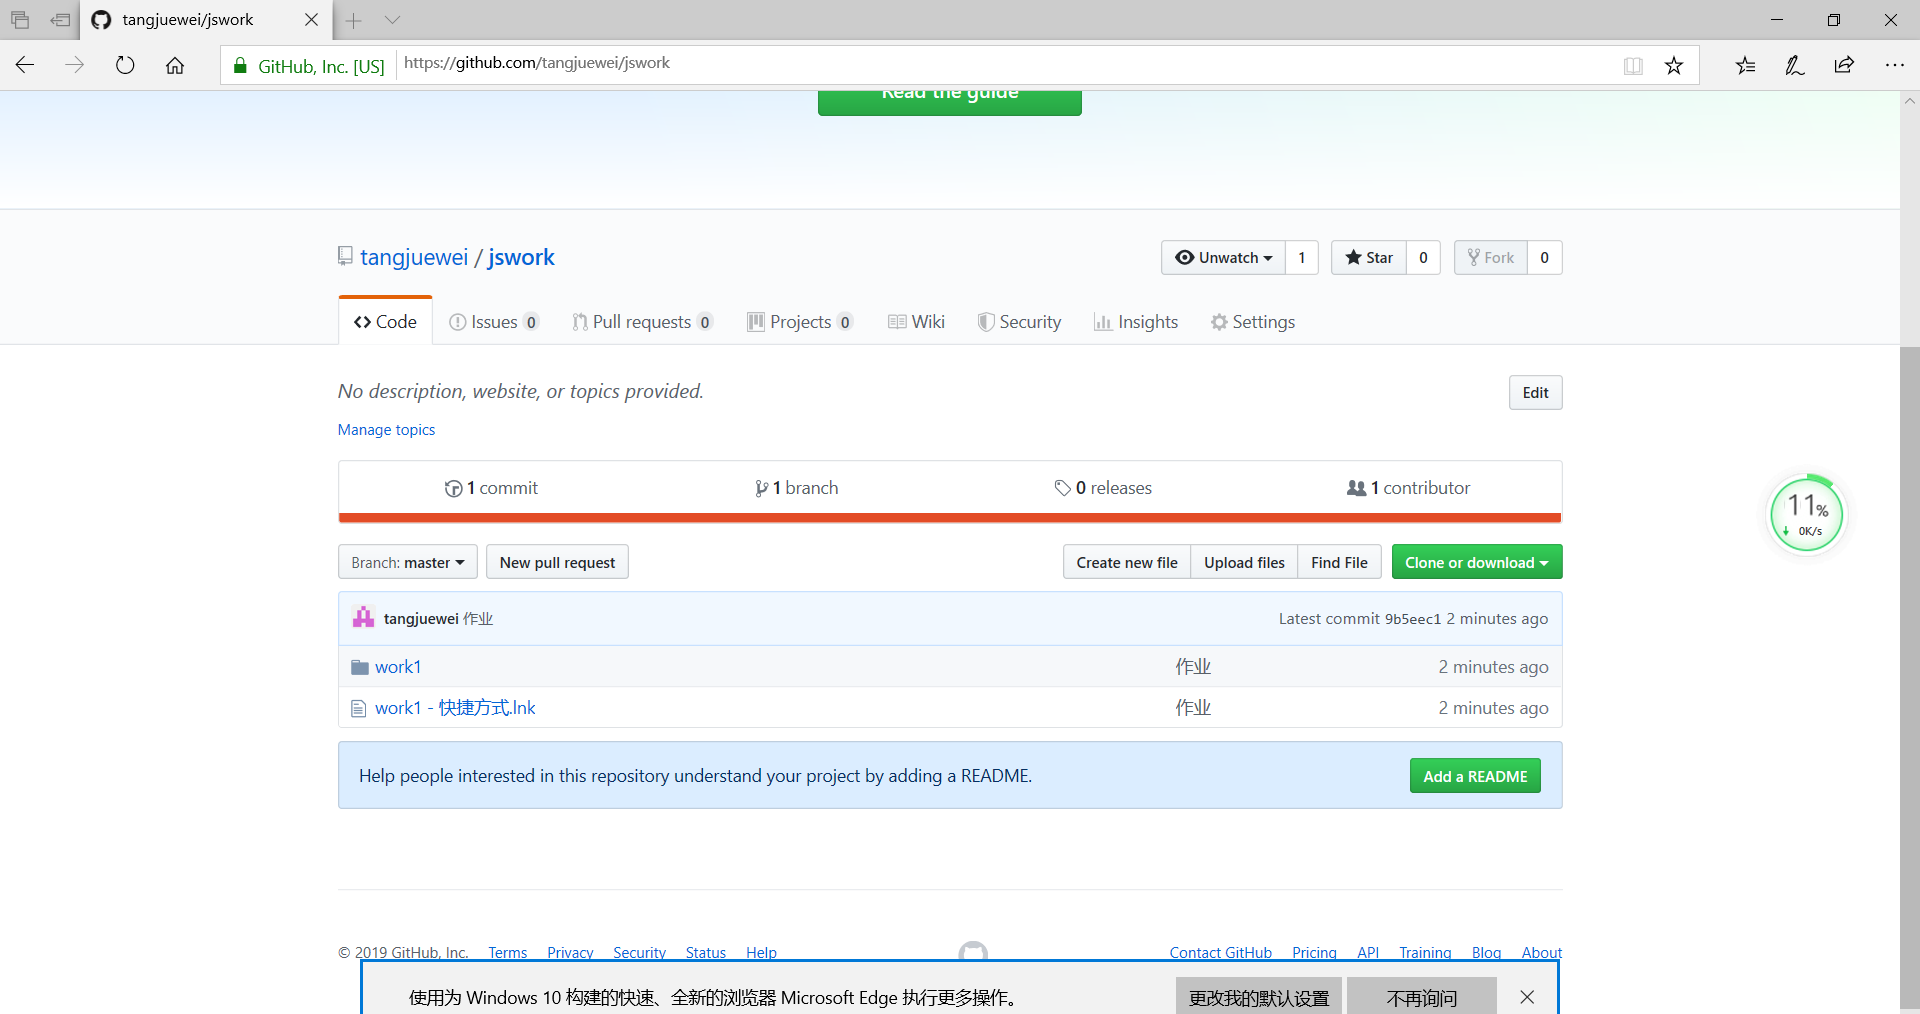 tangjuewei/jswork
GitHub, Inc. [US] https://github.com/tangjuewei/jswork
Read the guide
tangjuewei / jswork
Unwatch 1 Star 0 Fork 0
Code Issues 0 Pull requests 0 Projects 0 Wiki Security Insights Settings
No description, website, or topics provided. Edit
Manage topics
1 commit 1 branch 0 releases 1 contributor
Branch: master New pull request Create new file Upload files Find File Clone or download
tangjuewei 作业 Latest commit 9b5eec1 2 minutes ago
work1 作业 2 minutes ago
work1 - 快捷方式.lnk 作业 2 minutes ago
Help people interested in this repository understand your project by adding a README. Add a README
11%
0K/s
© 2019 GitHub, Inc. Terms Privacy Security Status Help Contact GitHub Pricing API Training Blog About
使用为 Windows 10 构建的快速、全新的浏览器 Microsoft Edge 执行更多操作。 更改我的默认设置 不再询问